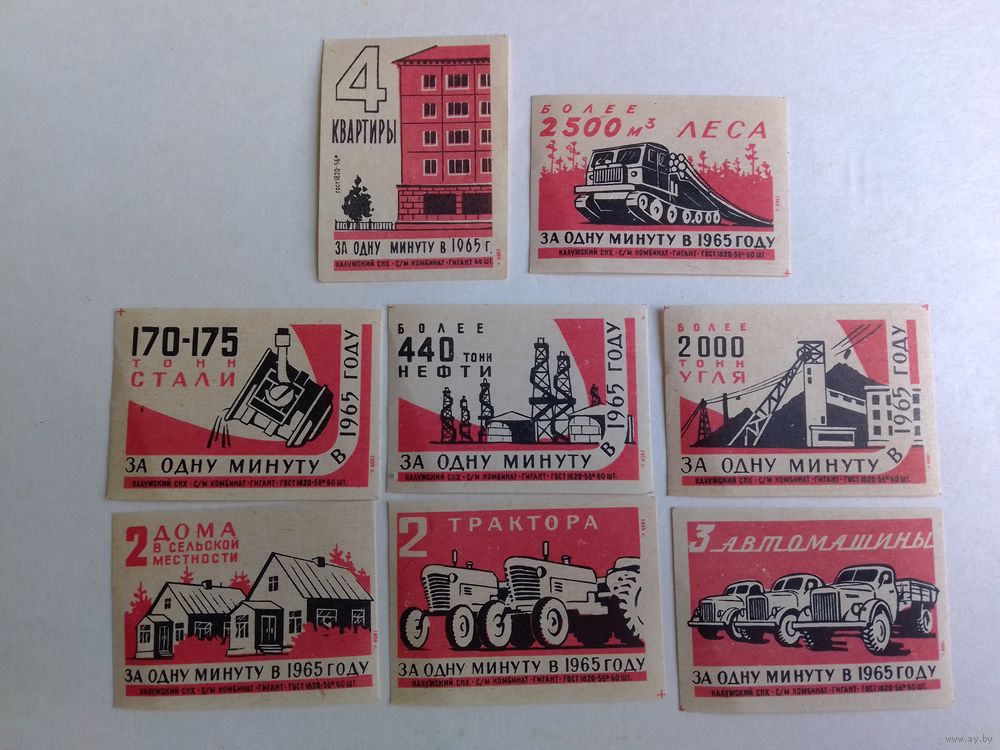 4
КВАРТИРЫ
ГОСТ 1820-56*
ЗА ОДНУ МИНУТУ В 1965 Г.
КАЛУЖСКИЙ СНХ · С/М КОМБИНАТ · ГИГАНТ 60 ШТ.
БОЛЕЕ
2500 М³ ЛЕСА
ЗА ОДНУ МИНУТУ В 1965 ГОДУ
КАЛУЖСКИЙ СНХ · С/М КОМБИНАТ · ГИГАНТ · ГОСТ 1820-56* 60 ШТ.
170-175
ТОНН
СТАЛИ
ЗА ОДНУ МИНУТУ В 1965 ГОДУ
КАЛУЖСКИЙ СНХ · С/М КОМБИНАТ · ГИГАНТ · ГОСТ 1820-56* 60 ШТ.
БОЛЕЕ
440 ТОНН
НЕФТИ
ЗА ОДНУ МИНУТУ В 1965 ГОДУ
КАЛУЖСКИЙ СНХ · С/М КОМБИНАТ · ГИГАНТ · ГОСТ 1820-56* 60 ШТ.
БОЛЕЕ
2000
ТОНН
УГЛЯ
ЗА ОДНУ МИНУТУ В 1965 ГОДУ
КАЛУЖСКИЙ СНХ · С/М КОМБИНАТ · ГИГАНТ · ГОСТ 1820-56* 60 ШТ.
2 ДОМА
В СЕЛЬСКОЙ
МЕСТНОСТИ
ЗА ОДНУ МИНУТУ В 1965 ГОДУ
КАЛУЖСКИЙ СНХ · С/М КОМБИНАТ · ГИГАНТ · ГОСТ 1820-56* 60 ШТ.
2 ТРАКТОРА
ЗА ОДНУ МИНУТУ В 1965 ГОДУ
КАЛУЖСКИЙ СНХ · С/М КОМБИНАТ · ГИГАНТ · ГОСТ 1820-56* 60 ШТ.
3 АВТОМАШИНЫ
ЗА ОДНУ МИНУТУ В 1965 ГОДУ
КАЛУЖСКИЙ СНХ · С/М КОМБИНАТ · ГИГАНТ · ГОСТ 1820-56* 60 ШТ.
www.ay.by